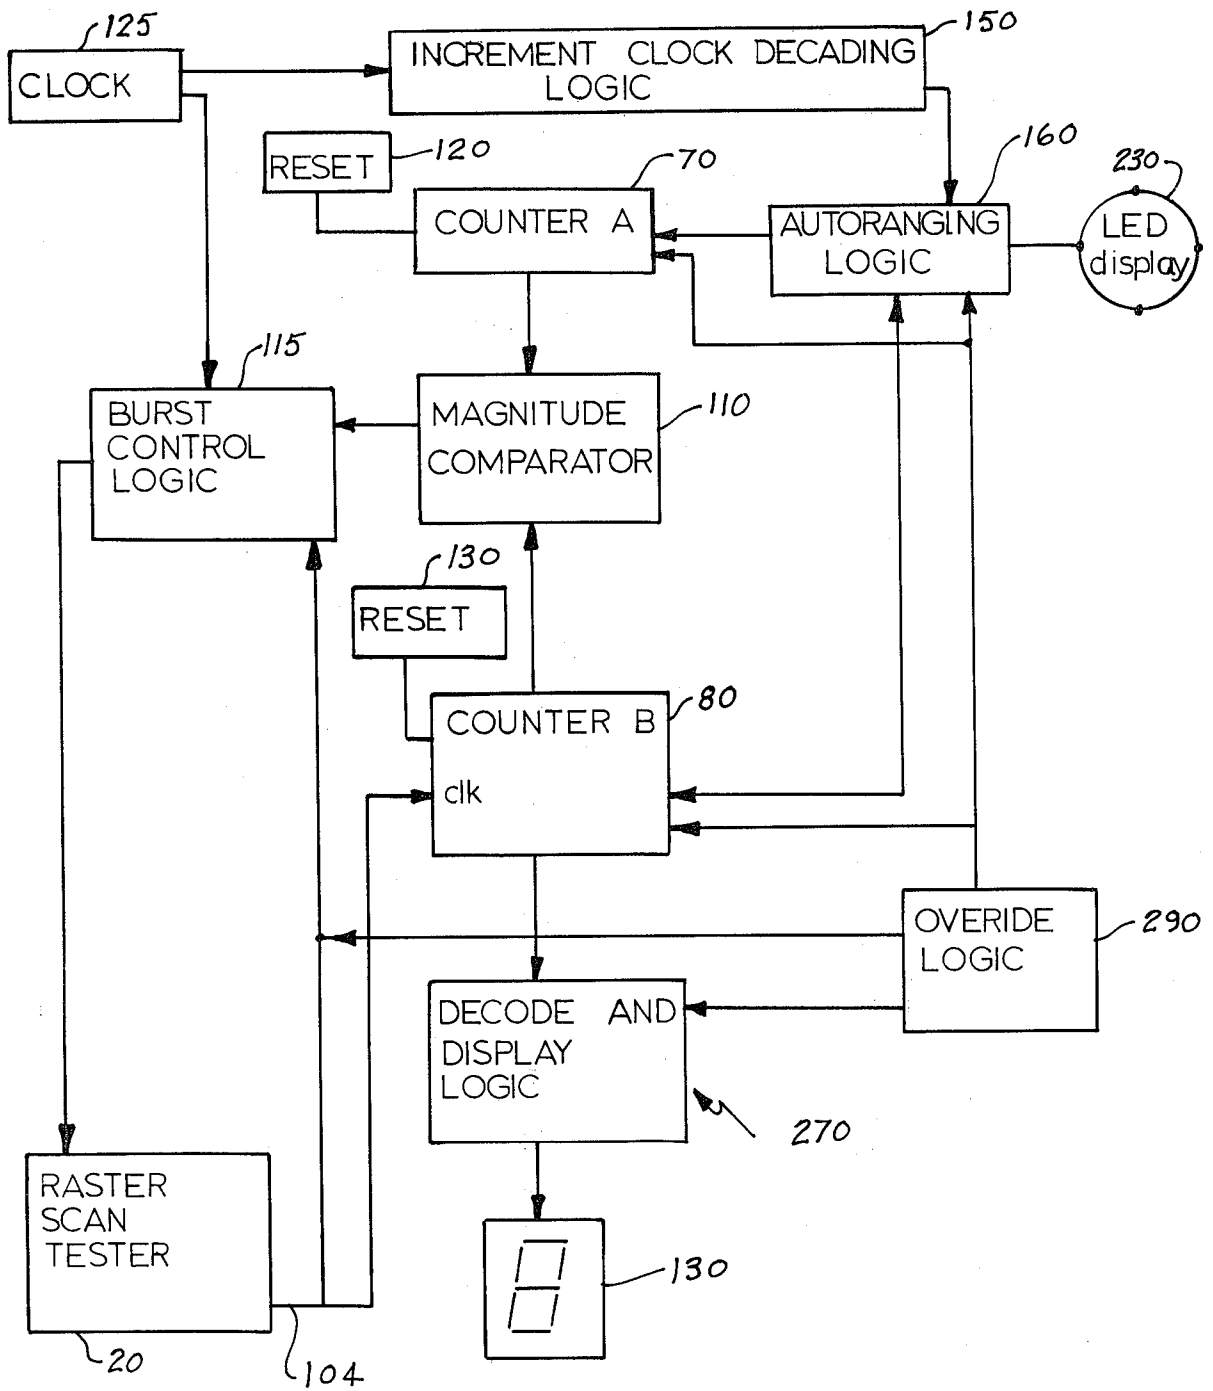 125
CLOCK
150
INCREMENT CLOCK DECADING
LOGIC
RESET
120
70
COUNTER A
160
AUTORANGING
LOGIC
230
LED
display
115
BURST
CONTROL
LOGIC
MAGNITUDE
COMPARATOR
110
130
RESET
80
COUNTER B
clk
OVERIDE
LOGIC
290
DECODE AND
DISPLAY
LOGIC
270
RASTER
SCAN
TESTER
20
104
8
130